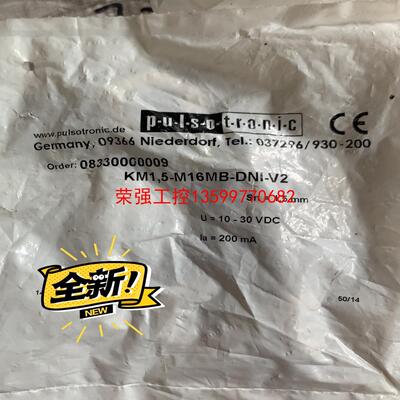 p·u·l·s·o·t·r·o·n·i·c CE
www.pulsotronic.de
Germany, 09366 Niederdorf, Tel.: 037296/930-200
Order: 08330000009
KM1,5-M16MB-DNI-V2
荣强工控13599770682
mm
U = 10 - 30 VDC
Ia = 200 mA
全新!
NEW
50/14